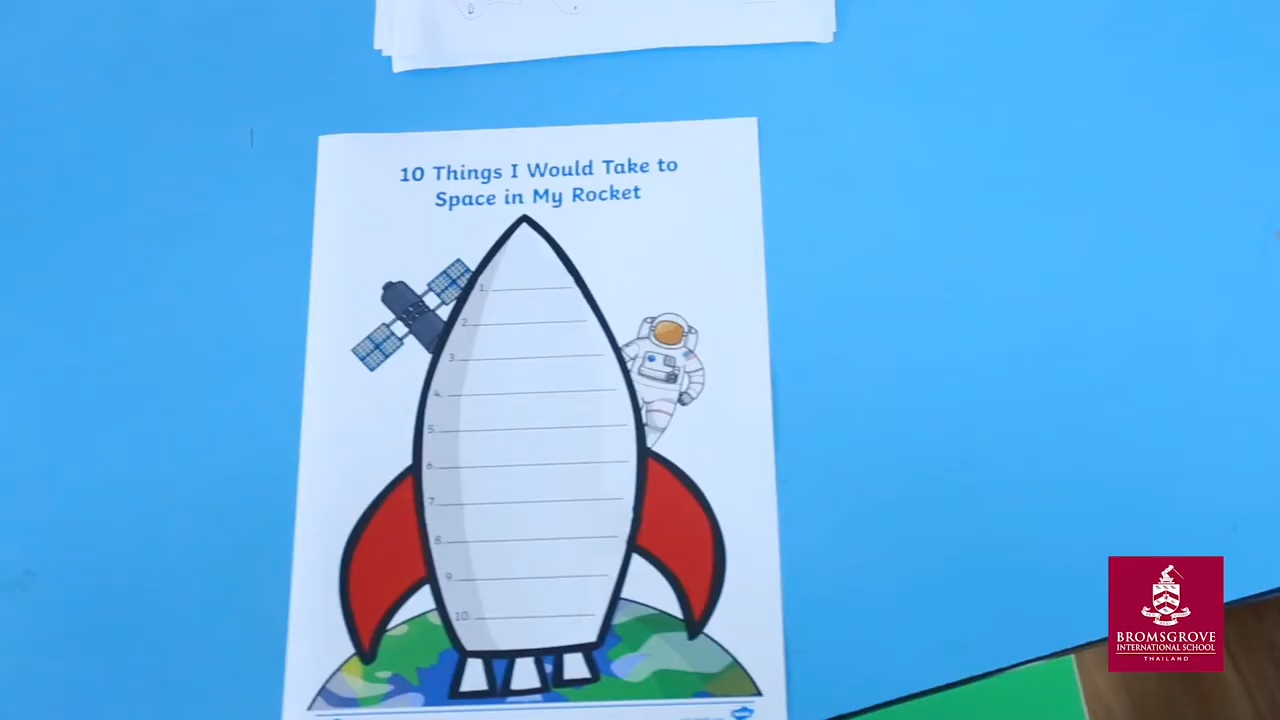 10 Things I Would Take to
Space in My Rocket
1.
2.
3.
4.
5.
6.
7.
8.
9.
10.
BROMSGROVE
INTERNATIONAL SCHOOL
THAILAND